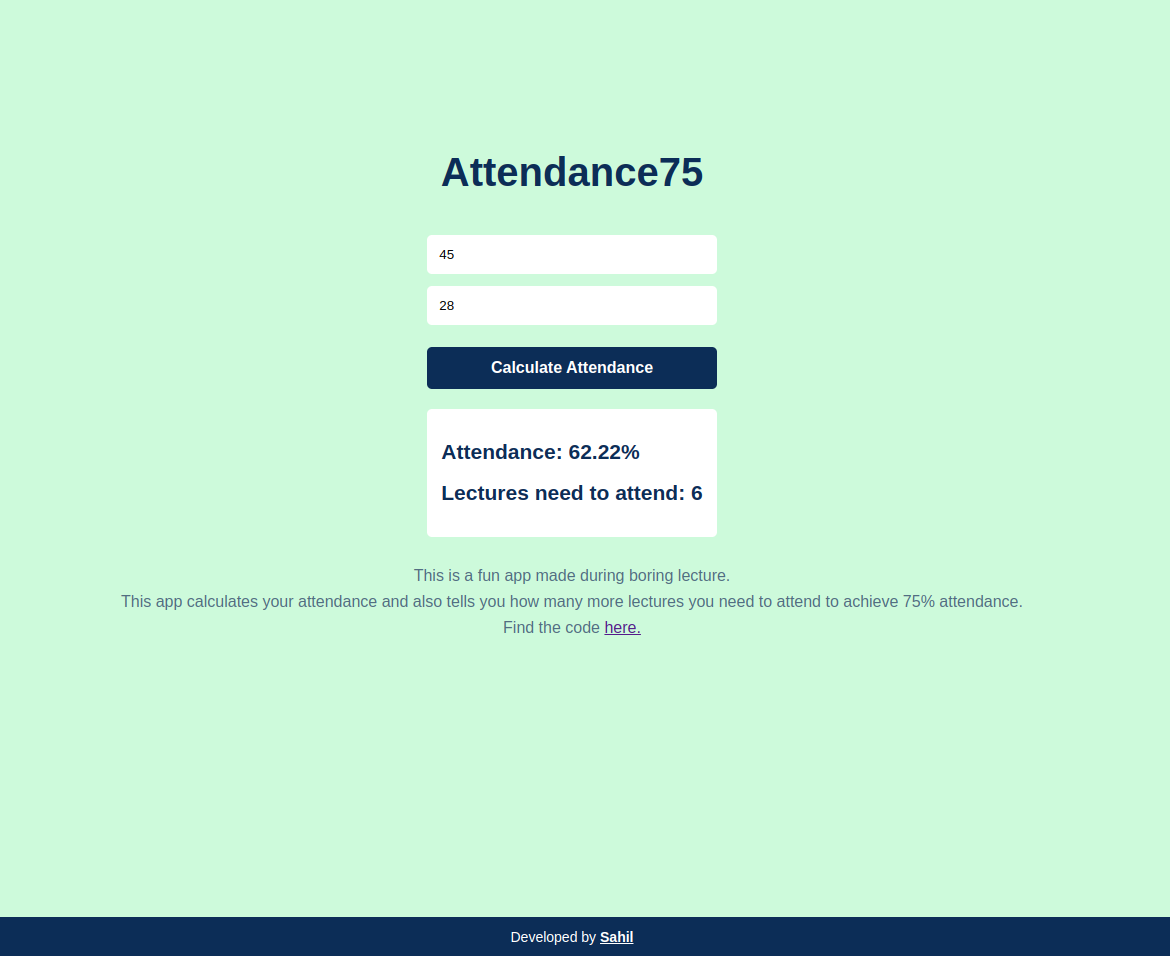 Attendance75
45
28
Calculate Attendance
Attendance: 62.22%
Lectures need to attend: 6
This is a fun app made during boring lecture.
This app calculates your attendance and also tells you how many more lectures you need to attend to achieve 75% attendance.
Find the code here.
Developed by Sahil